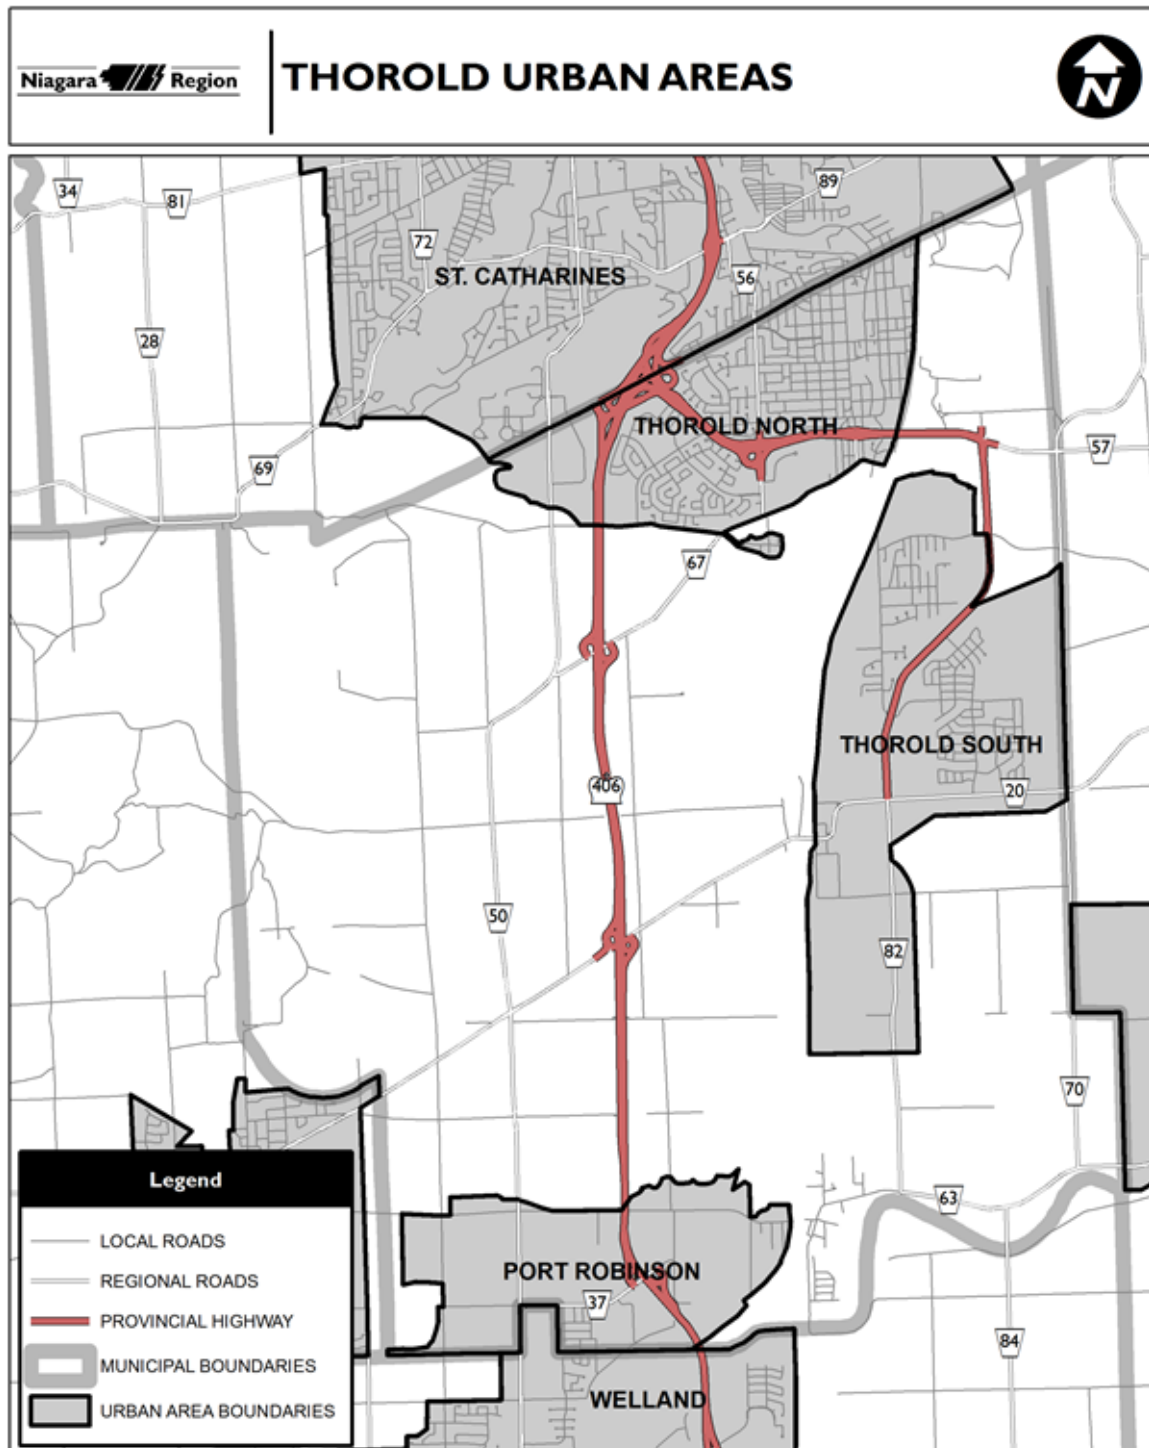 Niagara Region
THOROLD URBAN AREAS
N
34
81
89
72
ST. CATHARINES
56
28
THOROLD NORTH
57
69
67
THOROLD SOUTH
406
20
50
82
70
63
PORT ROBINSON
37
84
WELLAND
Legend
LOCAL ROADS
REGIONAL ROADS
PROVINCIAL HIGHWAY
MUNICIPAL BOUNDARIES
URBAN AREA BOUNDARIES